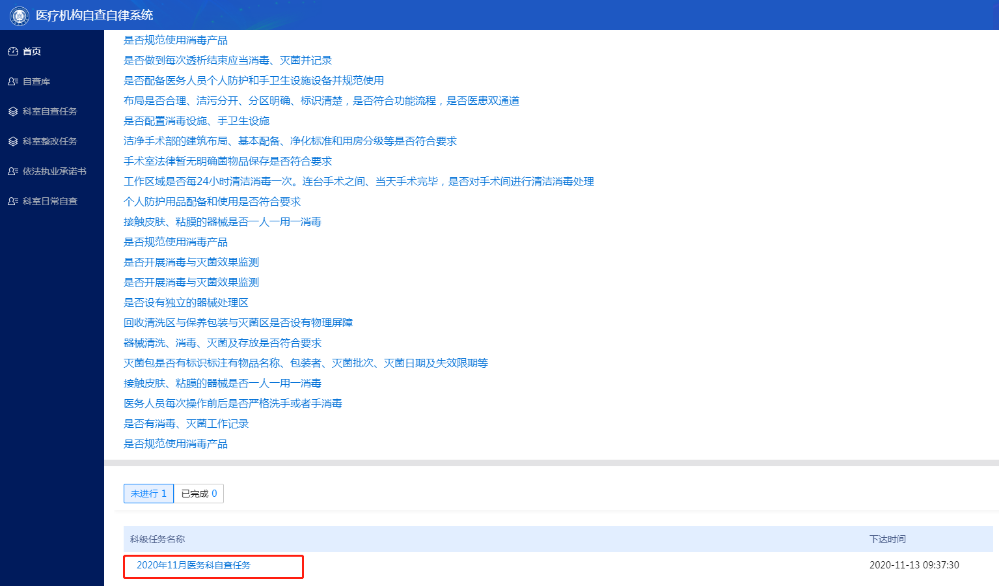 医疗机构自查自律系统
首页
自查库
科室自查任务
科室整改任务
依法执业承诺书
科室日常自查
是否规范使用消毒产品
是否做到每次透析结束应当消毒、灭菌并记录
是否配备医务人员个人防护和手卫生设施设备并规范使用
布局是否合理、洁污分开、分区明确、标识清楚，是否符合功能流程，是否医患双通道
是否配置消毒设施、手卫生设施
洁净手术部的建筑布局、基本配备、净化标准和用房分级等是否符合要求
手术室法律暂无明确菌物品保存是否符合要求
工作区域是否每24小时清洁消毒一次。连台手术之间、当天手术完毕，是否对手术间进行清洁消毒处理
个人防护用品配备和使用是否符合要求
接触皮肤、粘膜的器械是否一人一用一消毒
是否规范使用消毒产品
是否开展消毒与灭菌效果监测
是否开展消毒与灭菌效果监测
是否设有独立的器械处理区
回收清洗区与保养包装与灭菌区是否设有物理屏障
器械清洗、消毒、灭菌及存放是否符合要求
灭菌包是否有标识标注有物品名称、包装者、灭菌批次、灭菌日期及失效限期等
接触皮肤、粘膜的器械是否一人一用一消毒
医务人员每次操作前后是否严格洗手或者手消毒
是否有消毒、灭菌工作记录
是否规范使用消毒产品
未进行 1 已完成 0
科级任务名称 下达时间
2020年11月医务科自查任务 2020-11-13 09:37:30